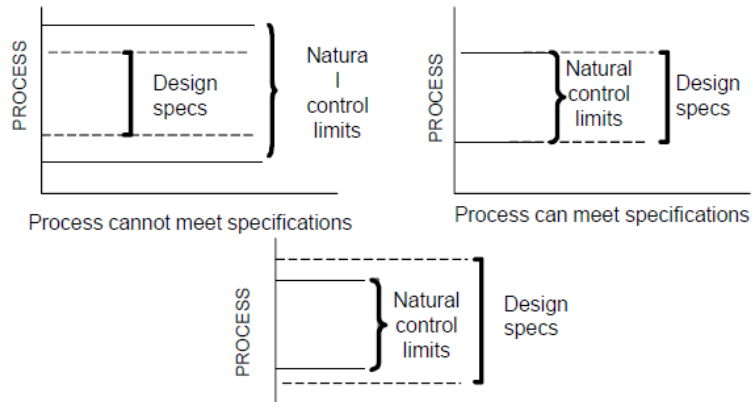 PROCESS
Design
specs
Natura
l
control
limits
Process cannot meet specifications
PROCESS
Natural
control
limits
Design
specs
Process can meet specifications
PROCESS
Natural
control
limits
Design
specs